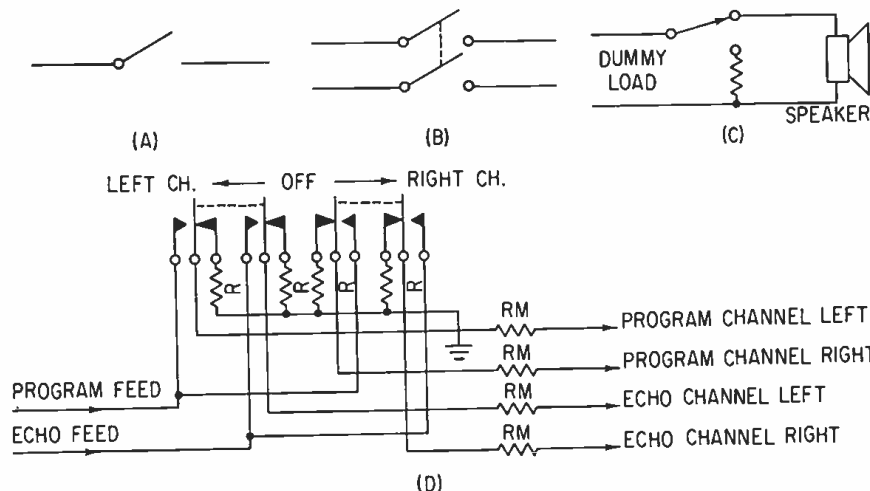 (A)
(B)
DUMMY
LOAD
SPEAKER
(C)
LEFT CH. OFF RIGHT CH.
R R R R
RM PROGRAM CHANNEL LEFT
RM PROGRAM CHANNEL RIGHT
PROGRAM FEED
RM ECHO CHANNEL LEFT
ECHO FEED
RM ECHO CHANNEL RIGHT
(D)